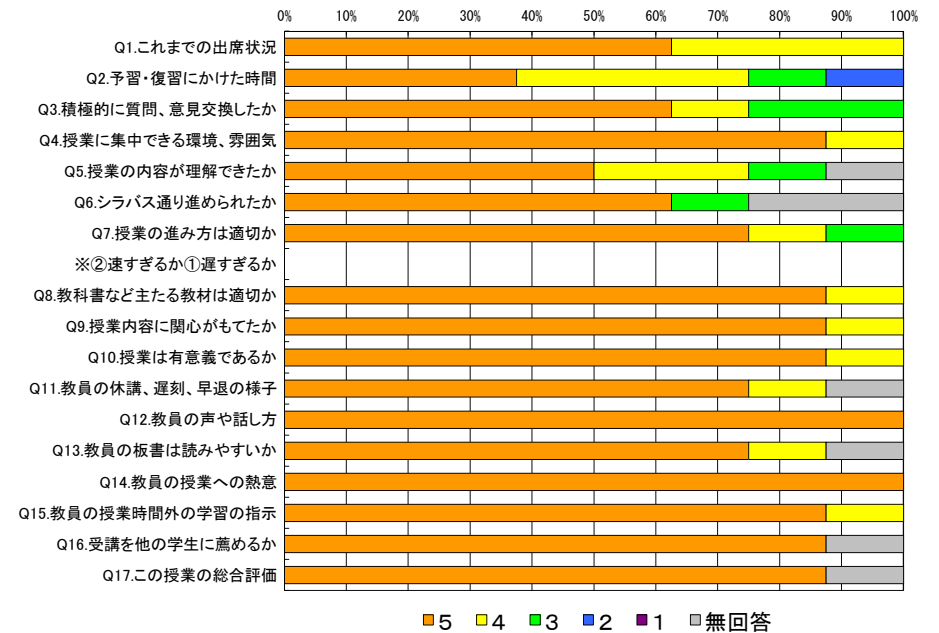 0% 10% 20% 30% 40% 50% 60% 70% 80% 90% 100%
Q1.これまでの出席状況
Q2.予習・復習にかけた時間
Q3.積極的に質問、意見交換したか
Q4.授業に集中できる環境、雰囲気
Q5.授業の内容が理解できたか
Q6.シラバス通り進められたか
Q7.授業の進み方は適切か
※②速すぎるか①遅すぎるか
Q8.教科書など主たる教材は適切か
Q9.授業内容に関心がもてたか
Q10.授業は有意義であるか
Q11.教員の休講、遅刻、早退の様子
Q12.教員の声や話し方
Q13.教員の板書は読みやすいか
Q14.教員の授業への熱意
Q15.教員の授業時間外の学習の指示
Q16.受講を他の学生に薦めるか
Q17.この授業の総合評価
5 4 3 2 1 無回答